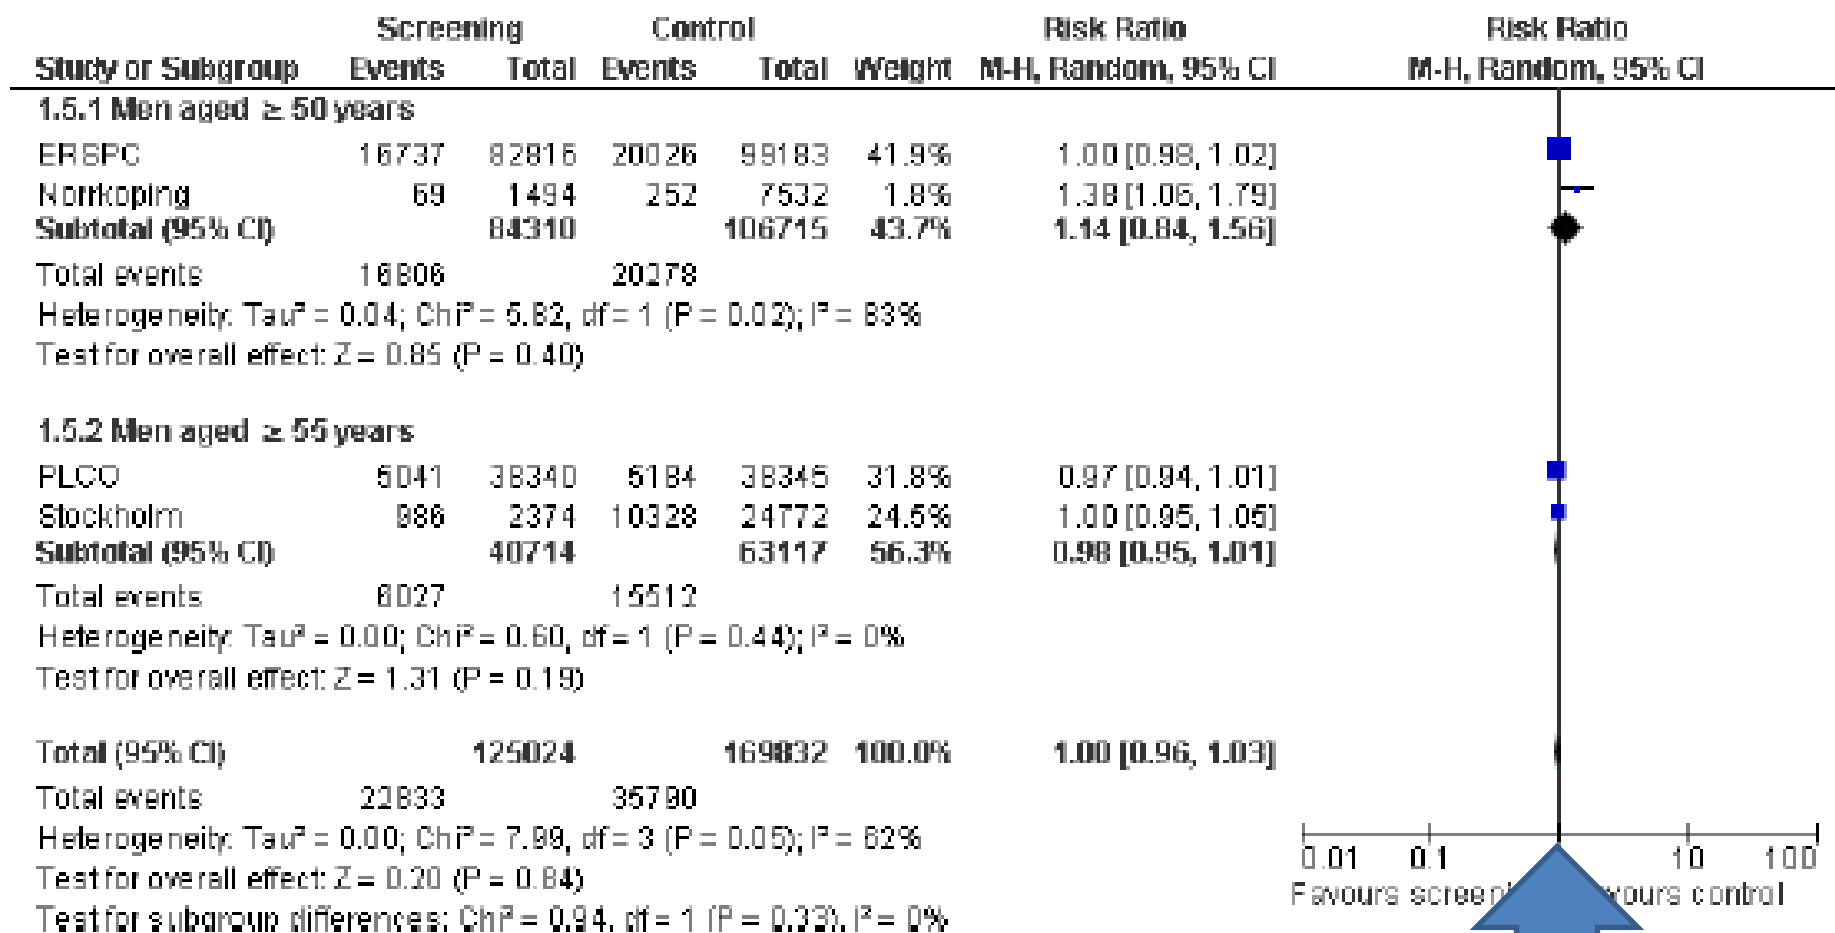 Screening Control Risk Ratio Risk Ratio
Study or Subgroup Events Total Events Total Weight M-H, Random, 95% CI M-H, Random, 95% CI
1.5.1 Men aged ≥ 50 years
ERSPC 16737 82816 20026 99183 41.9% 1.00 [0.98, 1.02]
Norrkoping 69 1494 252 7532 1.8% 1.38 [1.06, 1.79]
Subtotal (95% CI) 84310 106715 43.7% 1.14 [0.84, 1.56]
Total events 16806 20278
Heterogeneity: Tau² = 0.04; Chi² = 5.82, df = 1 (P = 0.02); I² = 83%
Test for overall effect: Z = 0.85 (P = 0.40)
1.5.2 Men aged ≥ 55 years
PLCO 5041 38340 5184 38345 31.8% 0.97 [0.94, 1.01]
Stockholm 986 2374 10328 24772 24.5% 1.00 [0.95, 1.05]
Subtotal (95% CI) 40714 63117 56.3% 0.98 [0.95, 1.01]
Total events 6027 15512
Heterogeneity: Tau² = 0.00; Chi² = 0.60, df = 1 (P = 0.44); I² = 0%
Test for overall effect: Z = 1.31 (P = 0.19)
Total (95% CI) 125024 169832 100.0% 1.00 [0.96, 1.03]
Total events 22833 35790
Heterogeneity: Tau² = 0.00; Chi² = 7.99, df = 3 (P = 0.05); I² = 62%
Test for overall effect: Z = 0.20 (P = 0.84)
Test for subgroup differences: Chi² = 0.94, df = 1 (P = 0.33), I² = 0%
0.01 0.1 10 100
Favours control